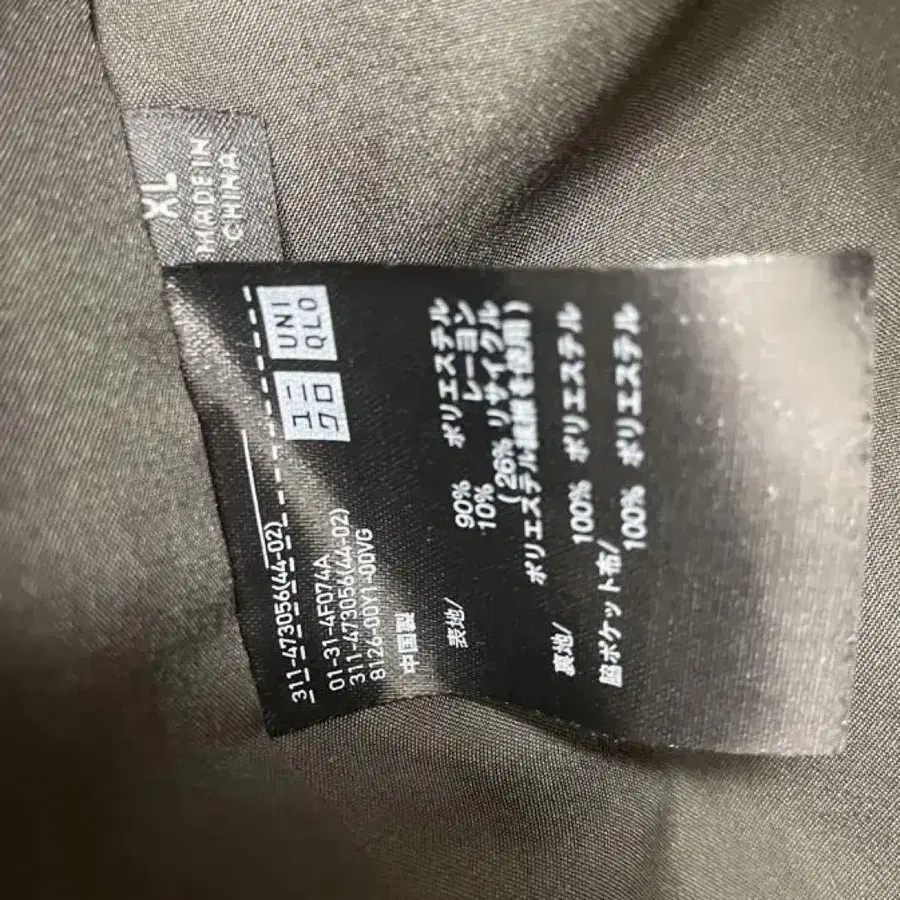 XL
MADE IN
CHINA
ユニ
クロ
UNI
QLO
311-473056(44-02)
01-31-4F074A
311-473056(44-02)
8126-00Y1-00VG
中国製
表地/ 90% ポリエステル
10% レーヨン
(26% リサイクル
ポリエステル繊維を使用)
裏地/ 100% ポリエステル
脇ポケット布/
100% ポリエステル